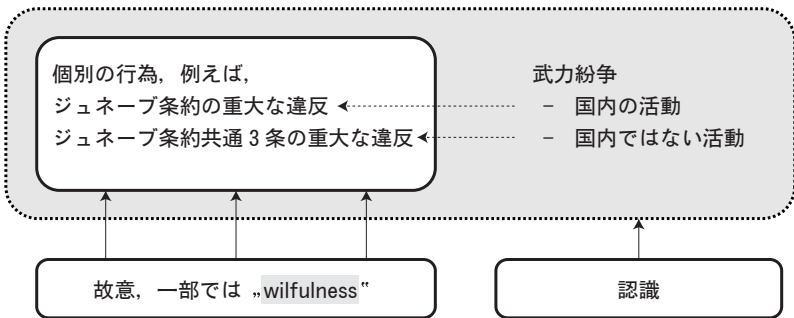 個別の行為，例えば，
ジュネーブ条約の重大な違反
ジュネーブ条約共通3条の重大な違反
武力紛争
− 国内の活動
− 国内ではない活動
故意，一部では „wilfulness‟
認識